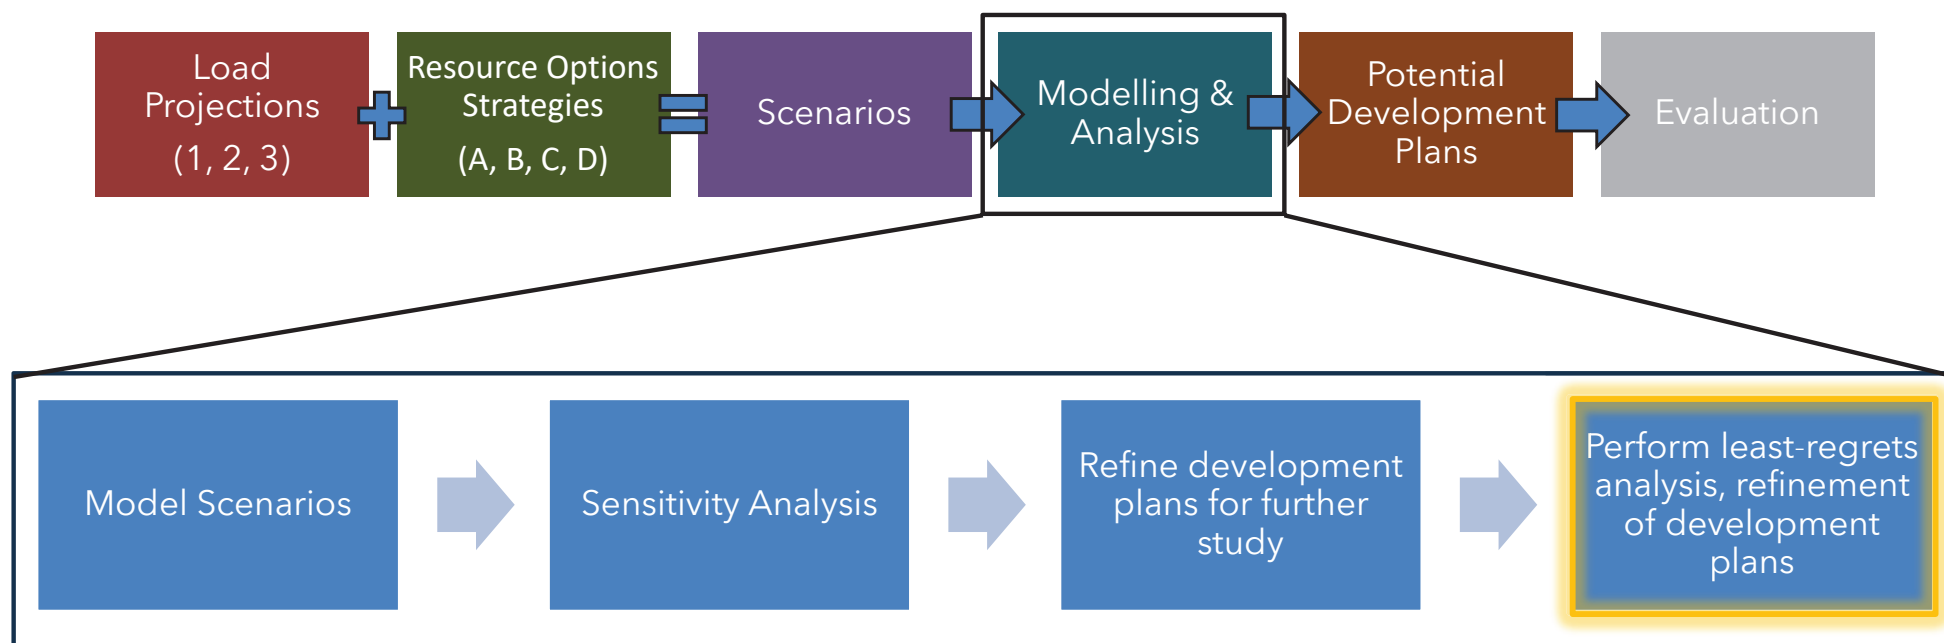 Load
Projections
(1, 2, 3)
Resource Options
Strategies
(A, B, C, D)
Scenarios
Modelling &
Analysis
Potential
Development
Plans
Evaluation
Model Scenarios
Sensitivity Analysis
Refine development
plans for further
study
Perform least-regrets
analysis, refinement
of development
plans